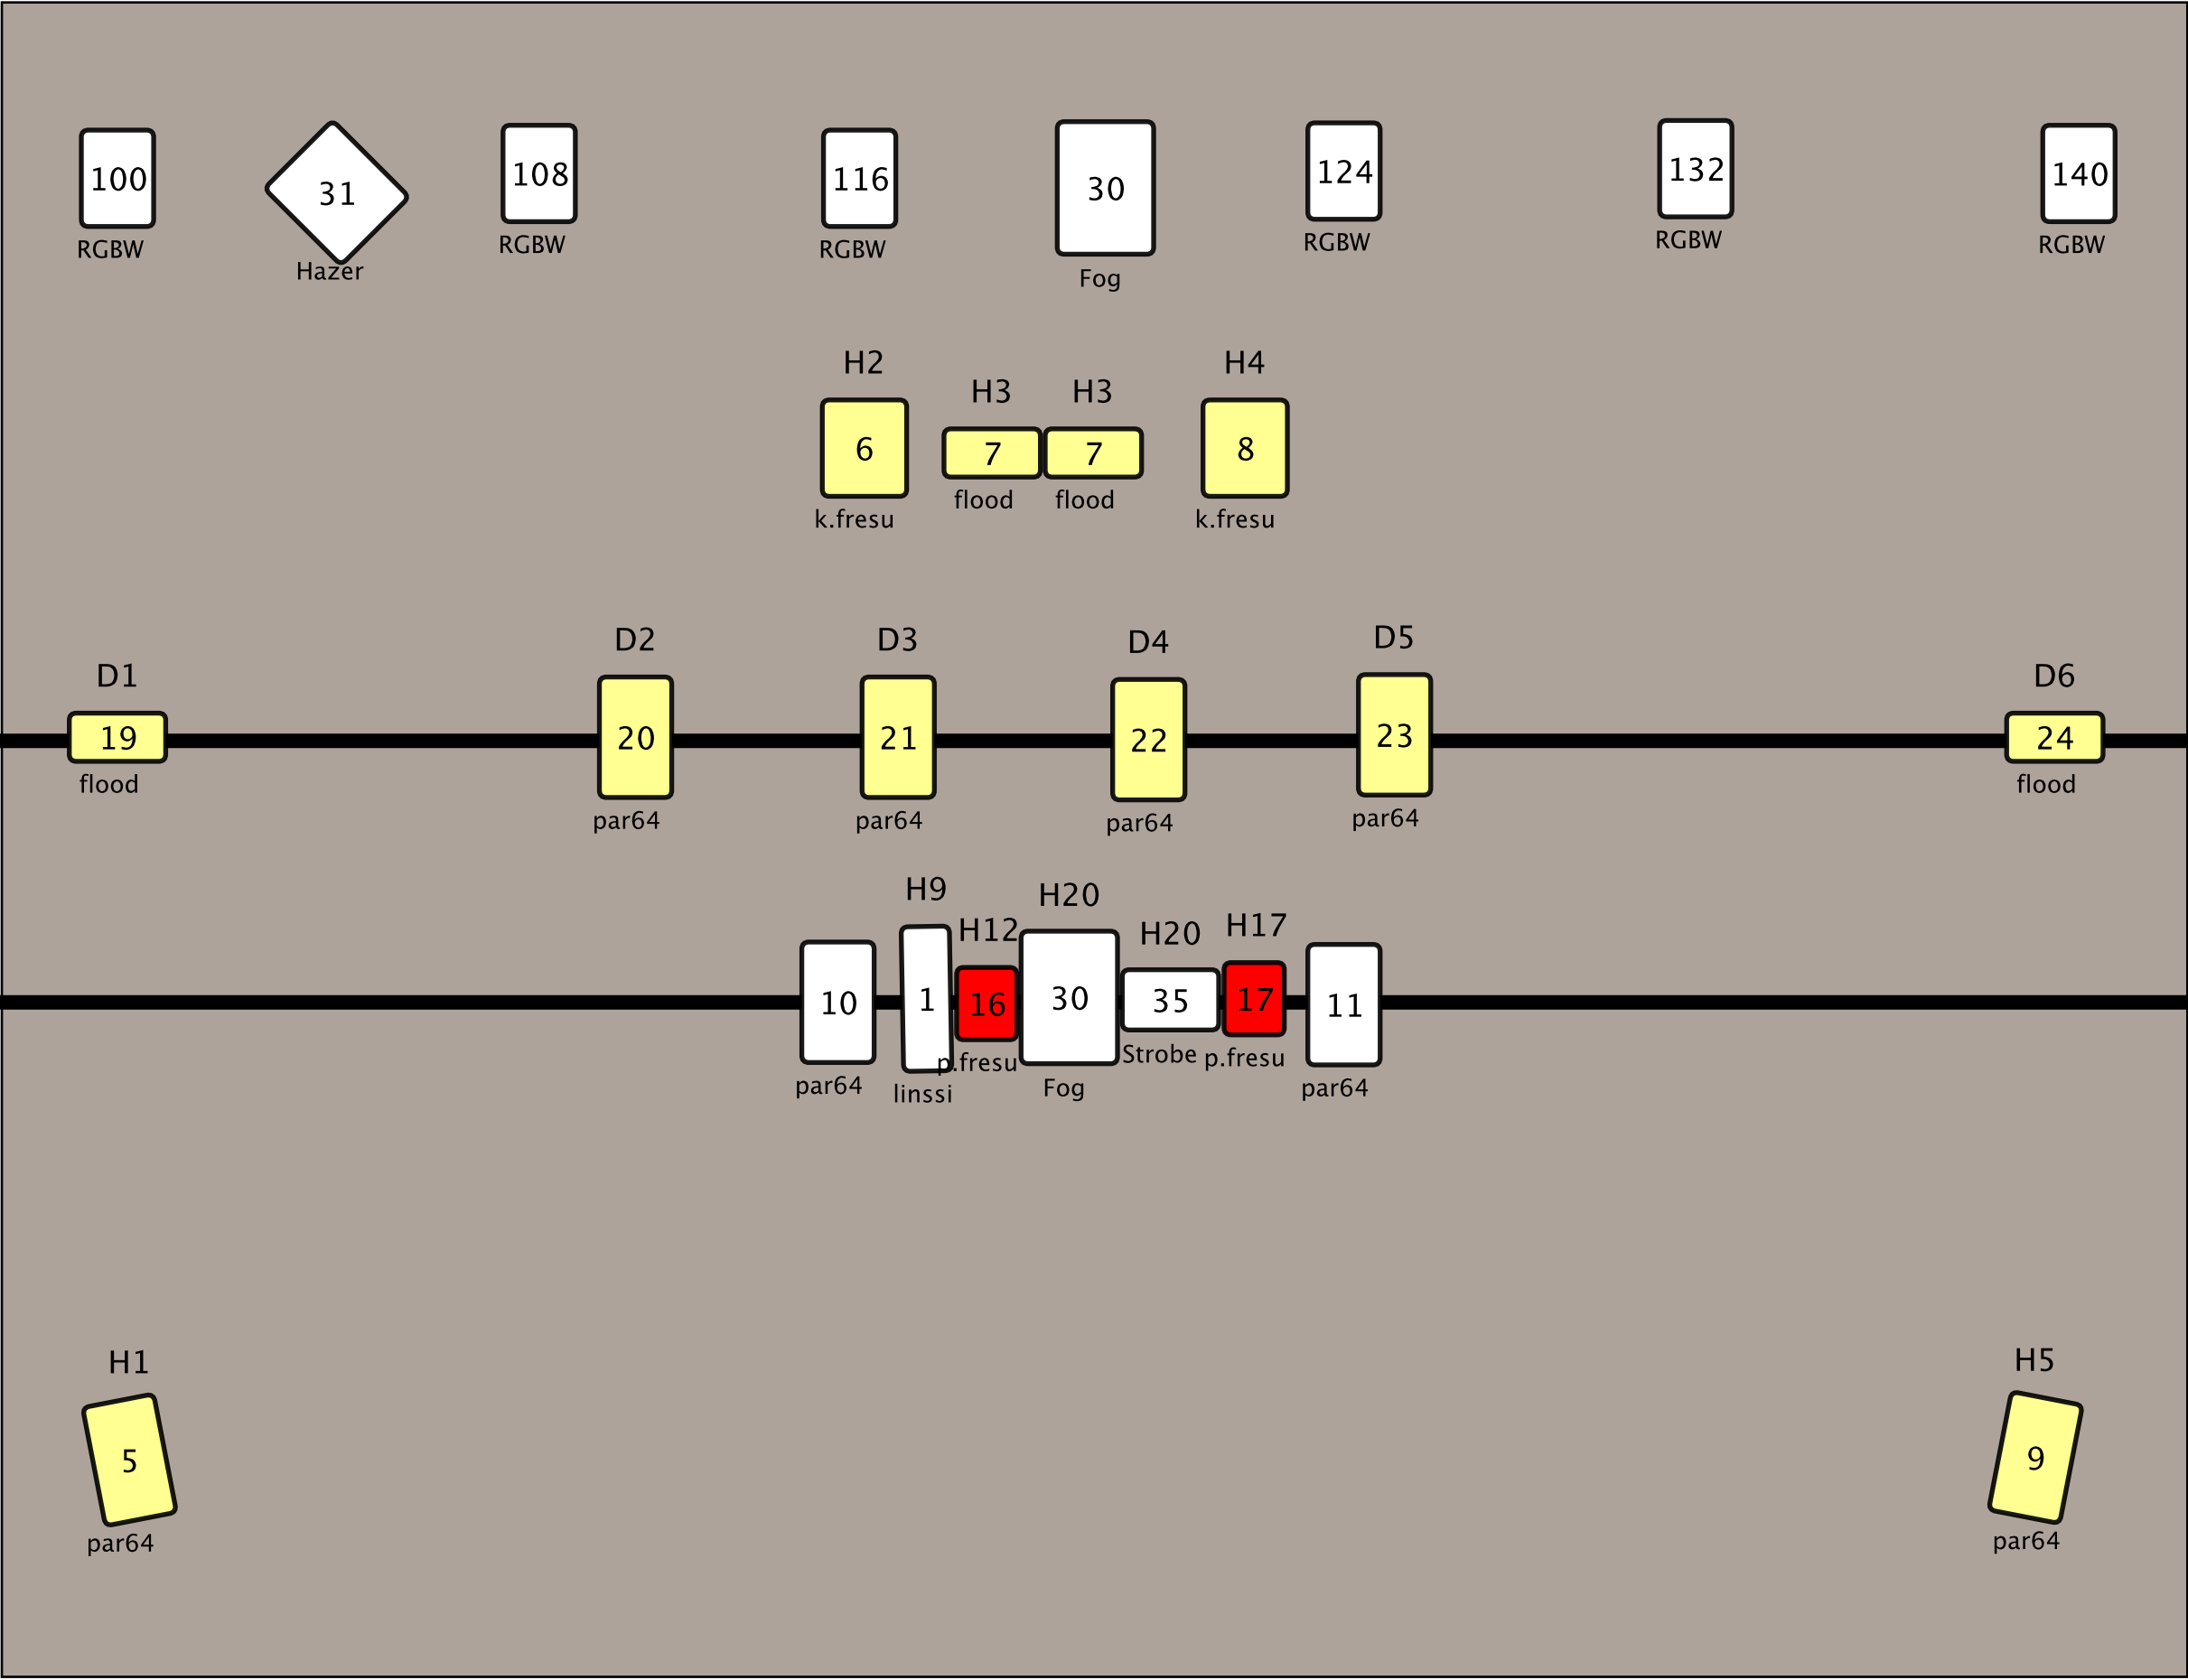 100 31 108 116 30 124 132 140
RGBW Hazer RGBW RGBW Fog RGBW RGBW RGBW
H2 H3 H3 H4
6 7 7 8
k.fresu flood flood k.fresu
D1 D2 D3 D4 D5 D6
19 20 21 22 23 24
flood par64 par64 par64 par64 flood
H9 H12 H20 H20 H17
10 1 16 30 35 17 11
par64 linssi p.fresu Fog Strobe p.fresu par64
H1 H5
5 9
par64 par64